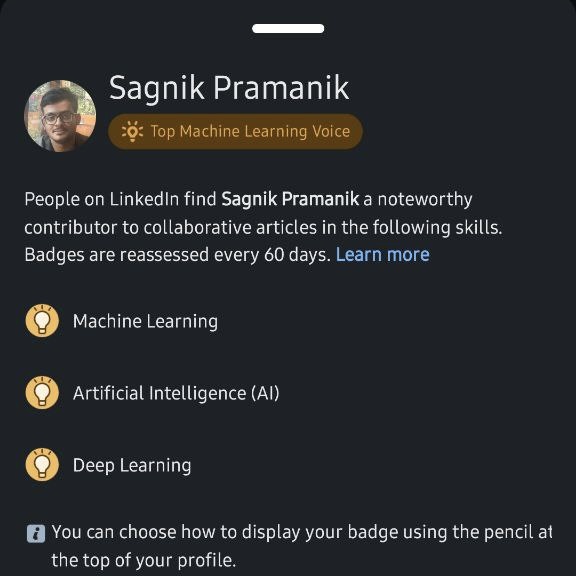 Sagnik Pramanik
Top Machine Learning Voice
People on LinkedIn find Sagnik Pramanik a noteworthy
contributor to collaborative articles in the following skills.
Badges are reassessed every 60 days. Learn more
Machine Learning
Artificial Intelligence (AI)
Deep Learning
You can choose how to display your badge using the pencil at
the top of your profile.